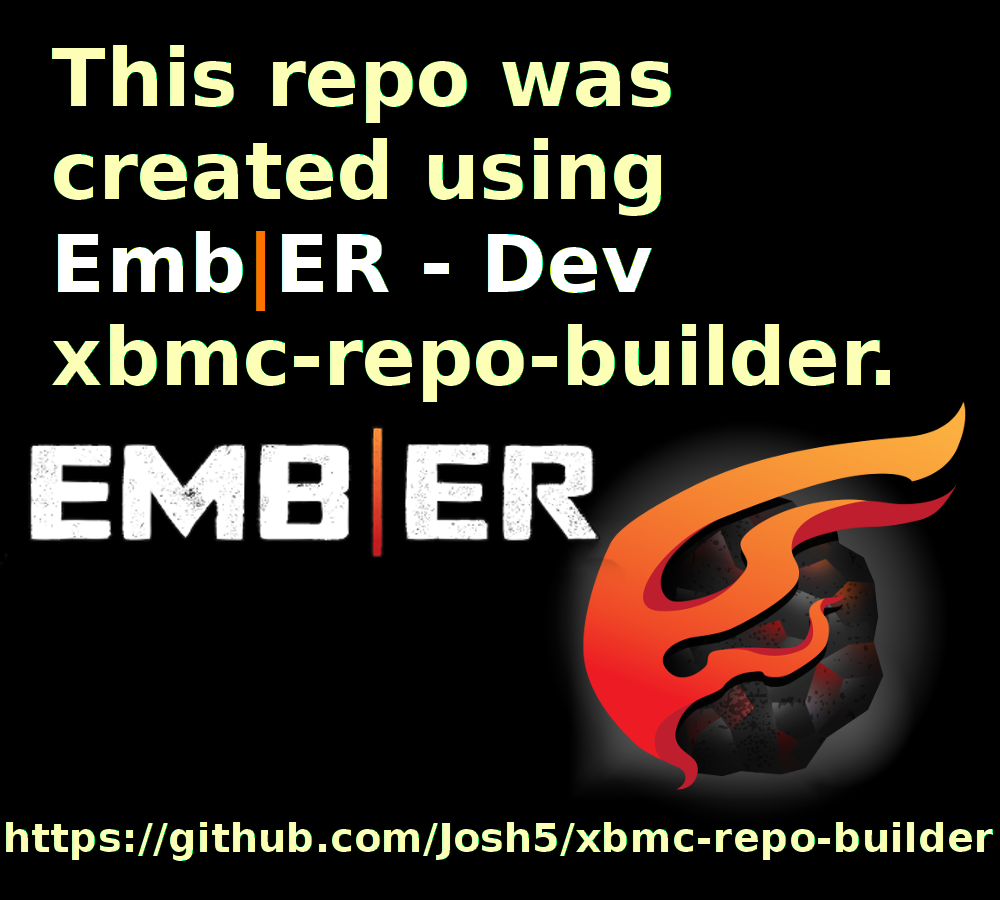 This repo was
created using
Emb|ER - Dev
xbmc-repo-builder.
EMB|ER
https://github.com/Josh5/xbmc-repo-builder